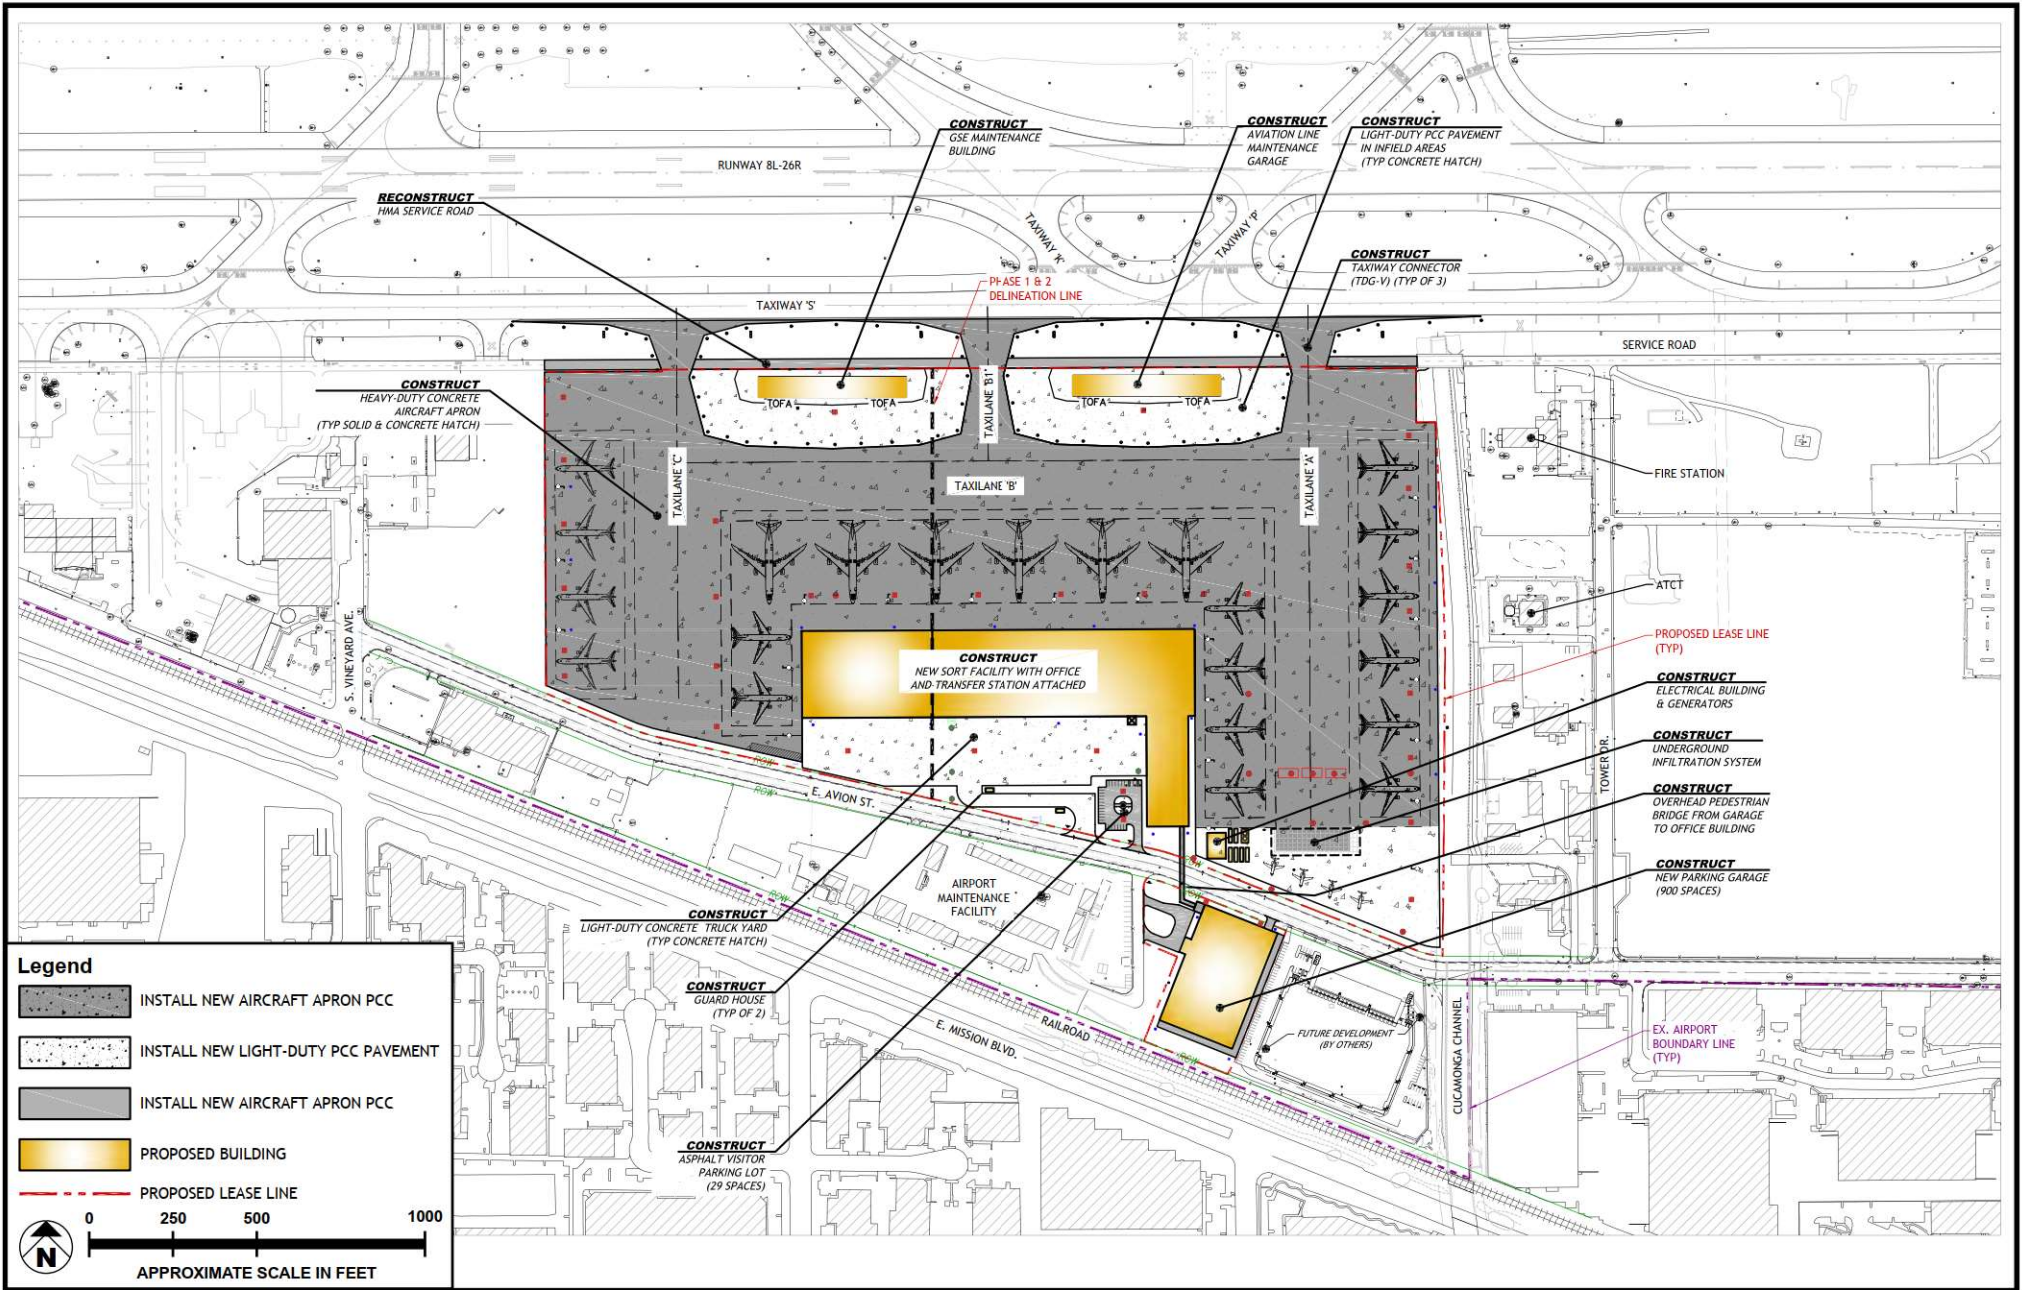 CONSTRUCT
GSE MAINTENANCE
BUILDING
CONSTRUCT
AVIATION LINE
MAINTENANCE
GARAGE
CONSTRUCT
LIGHT-DUTY PCC PAVEMENT
IN INFIELD AREAS
(TYP CONCRETE HATCH)
RUNWAY 8L-26R
RECONSTRUCT
HMA SERVICE ROAD
TAXIWAY 'K'
TAXIWAY 'P'
CONSTRUCT
TAXIWAY CONNECTOR
(TDG-V) (TYP OF 3)
PHASE 1 & 2
DELINEATION LINE
TAXIWAY 'S'
SERVICE ROAD
CONSTRUCT
HEAVY-DUTY CONCRETE
AIRCRAFT APRON
(TYP SOLID & CONCRETE HATCH)
TOFA
TOFA
TOFA
TOFA
TAXILANE 'C'
TAXILANE 'B1'
TAXILANE 'A'
TAXILANE 'B'
FIRE STATION
ATCT
S. VINEYARD AVE.
PROPOSED LEASE LINE
(TYP)
CONSTRUCT
NEW SORT FACILITY WITH OFFICE
AND TRANSFER STATION ATTACHED
CONSTRUCT
ELECTRICAL BUILDING
& GENERATORS
CONSTRUCT
UNDERGROUND
INFILTRATION SYSTEM
TOWER DR.
CONSTRUCT
OVERHEAD PEDESTRIAN
BRIDGE FROM GARAGE
TO OFFICE BUILDING
CONSTRUCT
NEW PARKING GARAGE
(900 SPACES)
ROW
ROW
E. AVION ST.
ROW
ROW
ROW
ROW
AIRPORT
MAINTENANCE
FACILITY
CONSTRUCT
LIGHT-DUTY CONCRETE TRUCK YARD
(TYP CONCRETE HATCH)
CONSTRUCT
GUARD HOUSE
(TYP OF 2)
RAILROAD
E. MISSION BLVD.
FUTURE DEVELOPMENT
(BY OTHERS)
CUCAMONGA CHANNEL
EX. AIRPORT
BOUNDARY LINE
(TYP)
CONSTRUCT
ASPHALT VISITOR
PARKING LOT
(29 SPACES)
Legend
INSTALL NEW AIRCRAFT APRON PCC
INSTALL NEW LIGHT-DUTY PCC PAVEMENT
INSTALL NEW AIRCRAFT APRON PCC
PROPOSED BUILDING
PROPOSED LEASE LINE
0 250 500 1000
N
APPROXIMATE SCALE IN FEET